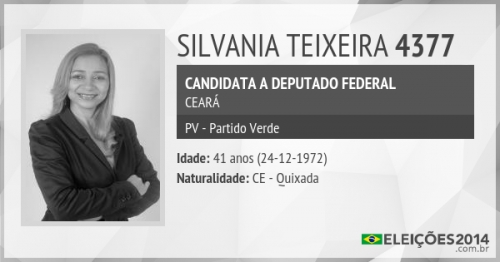 SILVANIA TEIXEIRA 4377
CANDIDATA A DEPUTADO FEDERAL
CEARÁ
PV - Partido Verde
Idade: 41 anos (24-12-1972)
Naturalidade: CE - Quixada
ELEIÇÕES2014
.com.br